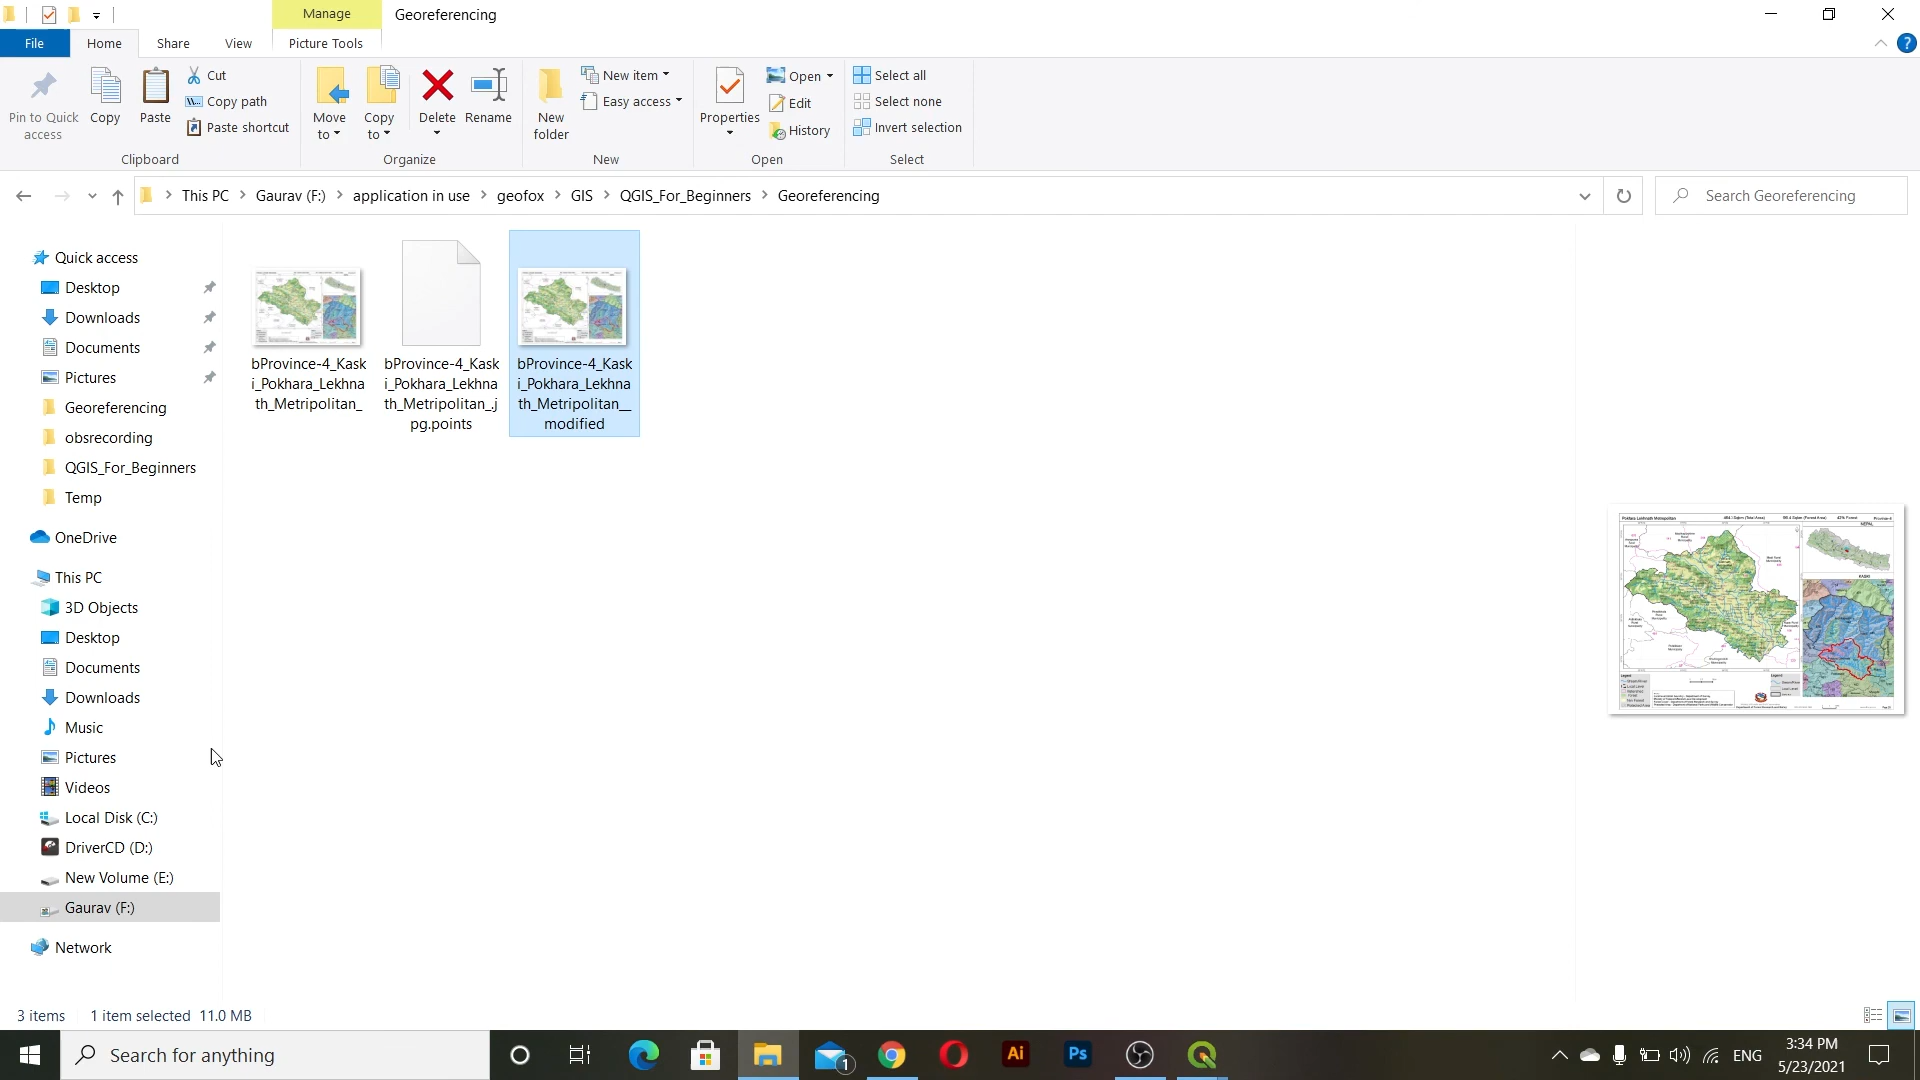 Manage
Georeferencing
File
Home
Share
View
Picture Tools
Pin to Quick access
Copy
Paste
Cut
Copy path
Paste shortcut
Clipboard
Move to
Copy to
Delete
Rename
Organize
New folder
New item
Easy access
New
Properties
Open
Edit
History
Open
Select all
Select none
Invert selection
Select
This PC
Gaurav (F:)
application in use
geofox
GIS
QGIS_For_Beginners
Georeferencing
Search Georeferencing
Quick access
Desktop
Downloads
Documents
Pictures
Georeferencing
obsrecording
QGIS_For_Beginners
Temp
OneDrive
This PC
3D Objects
Desktop
Documents
Downloads
Music
Pictures
Videos
Local Disk (C:)
DriverCD (D:)
New Volume (E:)
Gaurav (F:)
Network
bProvince-4_Kask
i_Pokhara_Lekhna
th_Metripolitan_
bProvince-4_Kask
i_Pokhara_Lekhna
th_Metripolitan_.j
pg.points
bProvince-4_Kask
i_Pokhara_Lekhna
th_Metripolitan__
modified
NEPAL
KASKI
3 items
1 item selected 11.0 MB
Search for anything
1
Ai
Ps
ENG
3:34 PM
5/23/2021